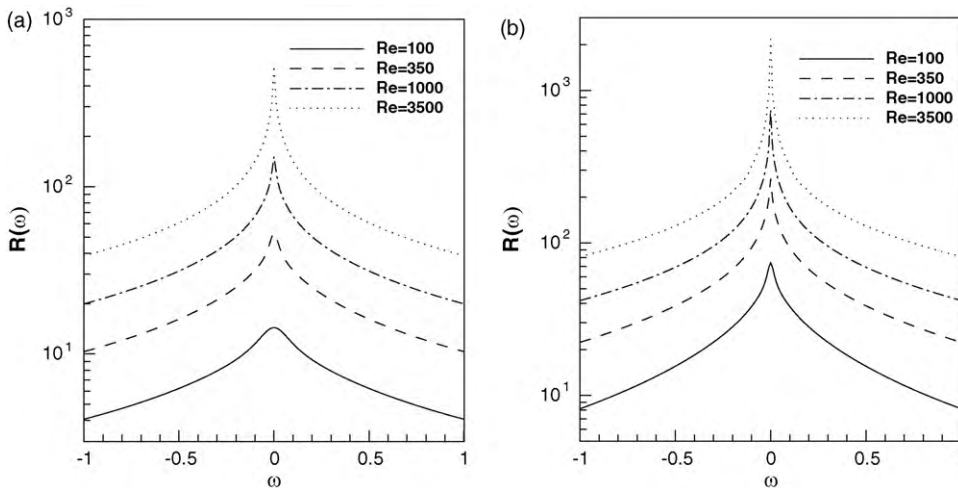 (a)
10³
10²
10¹
R(ω)
Re=100
Re=350
Re=1000
Re=3500
-1 -0.5 0 0.5 1
ω
(b)
10³
10²
10¹
R(ω)
Re=100
Re=350
Re=1000
Re=3500
-1 -0.5 0 0.5
ω